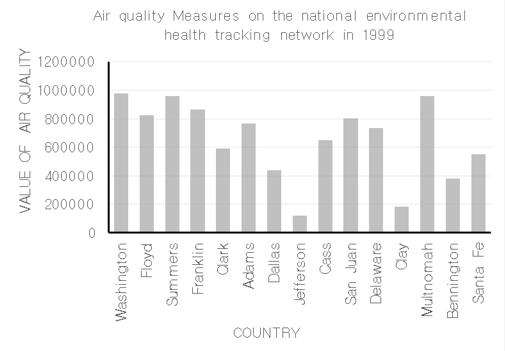 Air quality Measures on the national environmental
health tracking network in 1999
VALUE OF AIR QUALITY
1200000
1000000
800000
600000
400000
200000
0
Washington
Floyd
Summers
Franklin
Clark
Adams
Dallas
Jefferson
Cass
San Juan
Delaware
Clay
Multnomah
Bennington
Santa Fe
COUNTRY